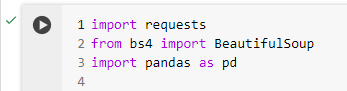 1 import requests
2 from bs4 import BeautifulSoup
3 import pandas as pd
4